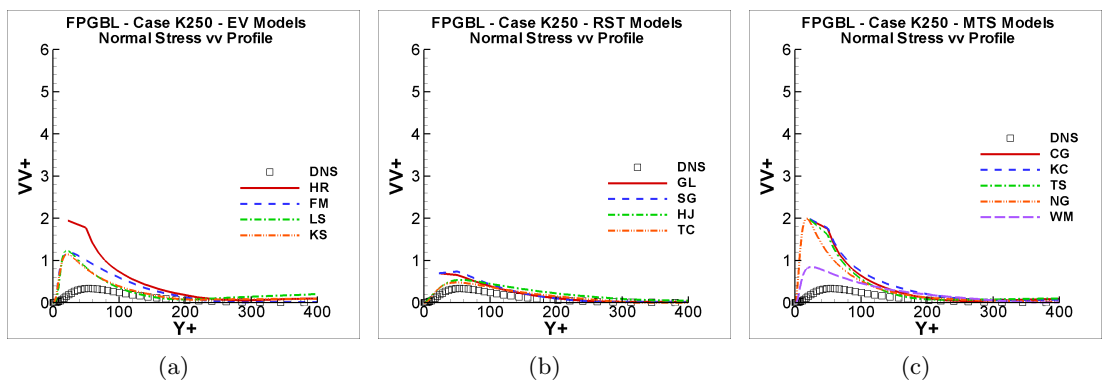 FPGBL - Case K250 - EV Models
Normal Stress vv Profile
VV+
6
5
4
3
2
1
0
0 100 200 300 400
Y+
DNS
HR
FM
LS
KS
(a)
FPGBL - Case K250 - RST Models
Normal Stress vv Profile
VV+
6
5
4
3
2
1
0
0 100 200 300 400
Y+
DNS
GL
SG
HJ
TC
(b)
FPGBL - Case K250 - MTS Models
Normal Stress vv Profile
VV+
6
5
4
3
2
1
0
0 100 200 300 400
Y+
DNS
CG
KC
TS
NG
WM
(c)